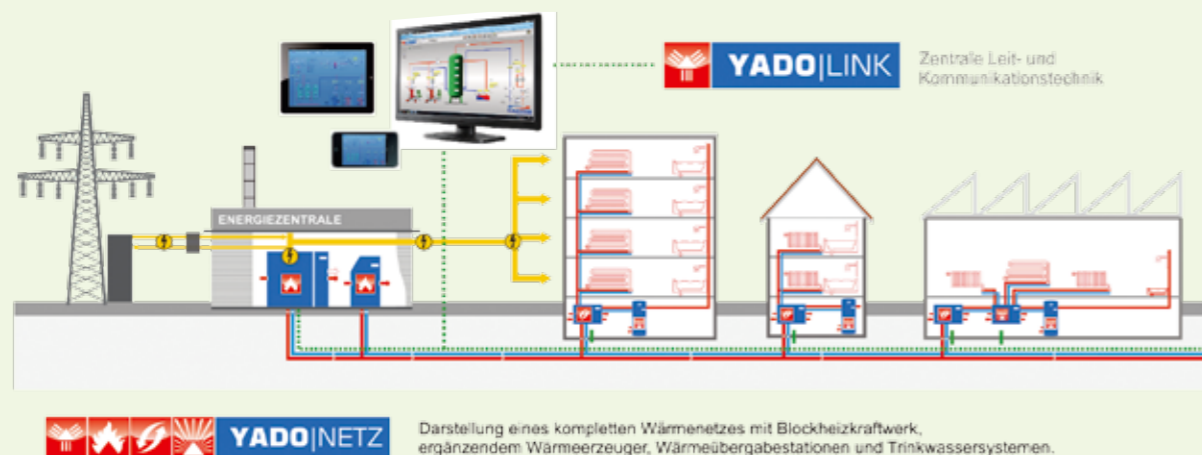 YADO|LINK
Zentrale Leit- und
Kommunikationstechnik
ENERGIEZENTRALE
YADO|NETZ
Darstellung eines kompletten Wärmenetzes mit Blockheizkraftwerk,
ergänzendem Wärmeerzeuger, Wärmeübergabestationen und Trinkwassersystemen.